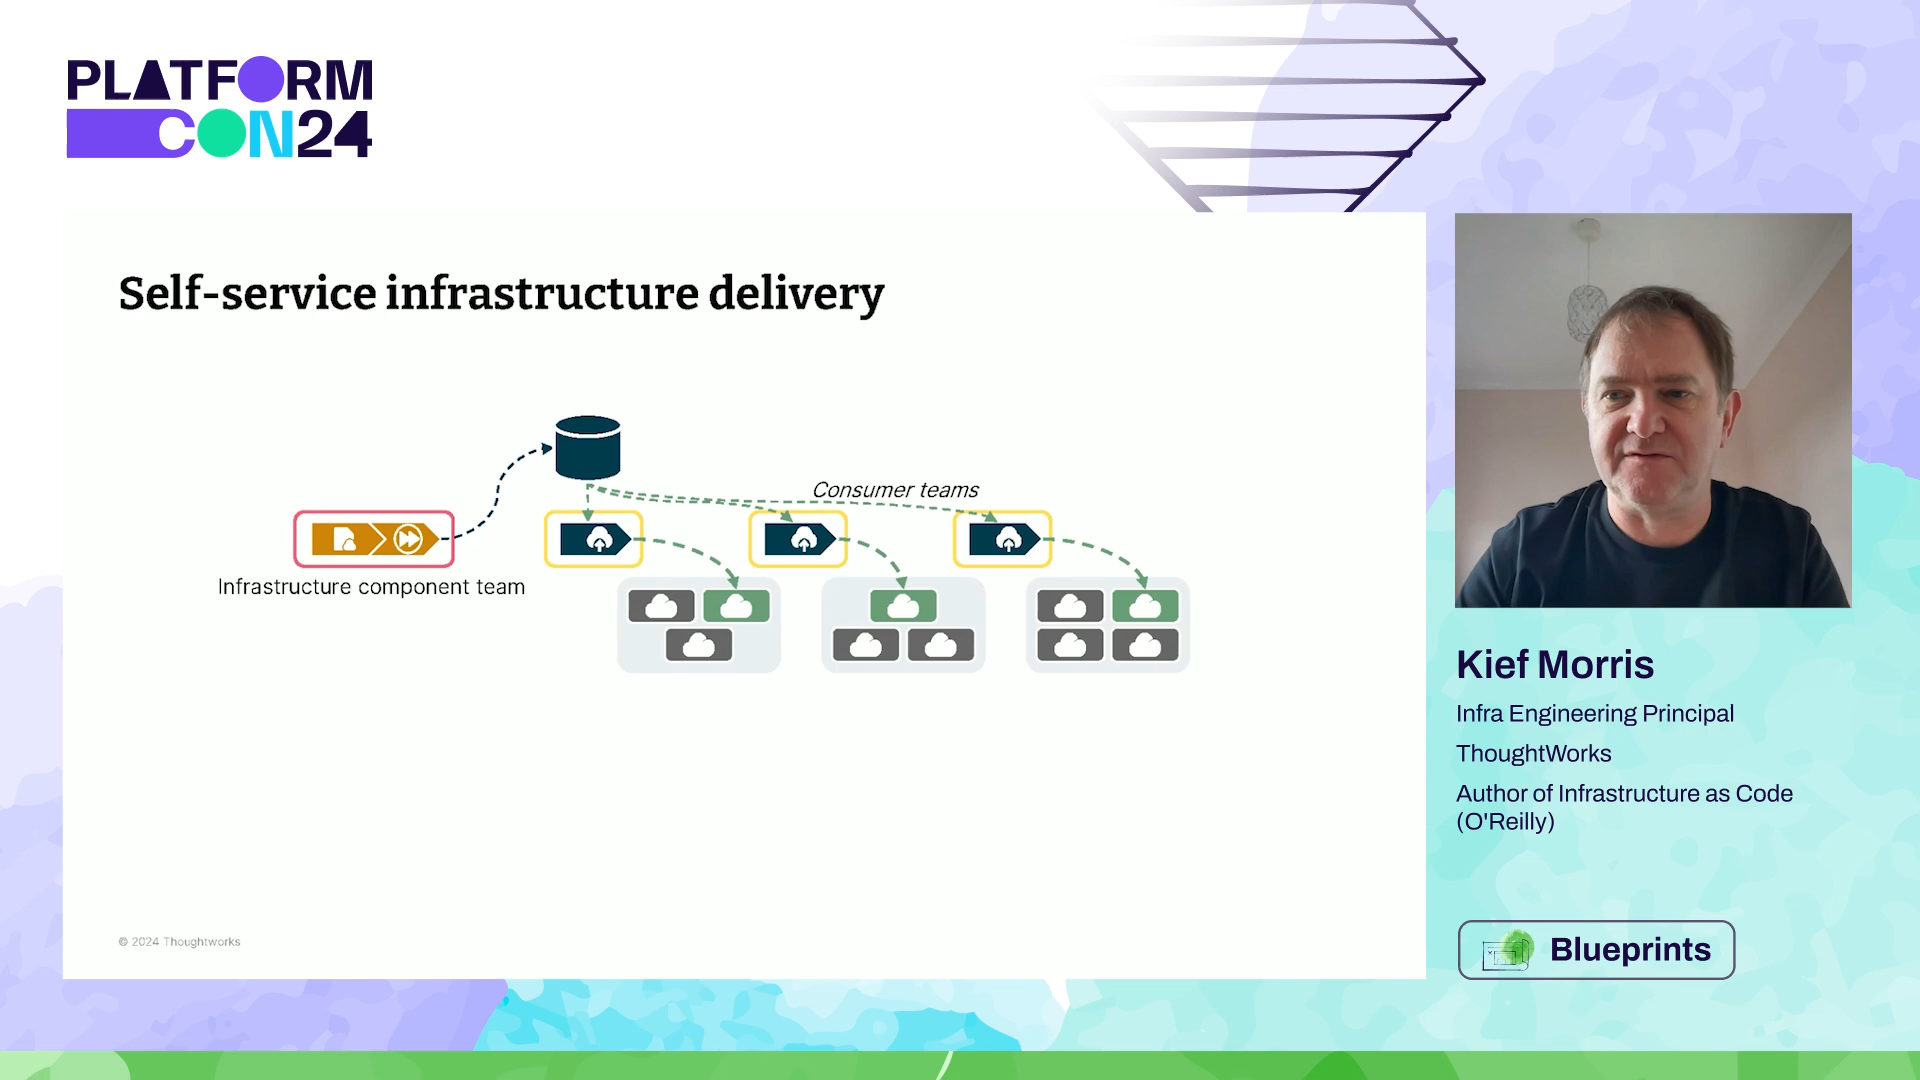 PLATFORM
CON24
Self-service infrastructure delivery
Consumer teams
Infrastructure component team
© 2024 Thoughtworks
Kief Morris
Infra Engineering Principal
ThoughtWorks
Author of Infrastructure as Code
(O'Reilly)
Blueprints